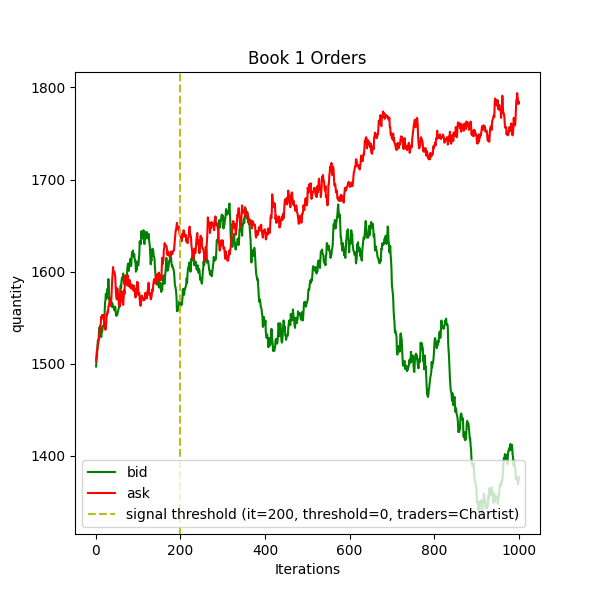 Book 1 Orders
1800
1700
1600
1500
1400
quantity
bid
ask
signal threshold (it=200, threshold=0, traders=Chartist)
0 200 400 600 800 1000
Iterations